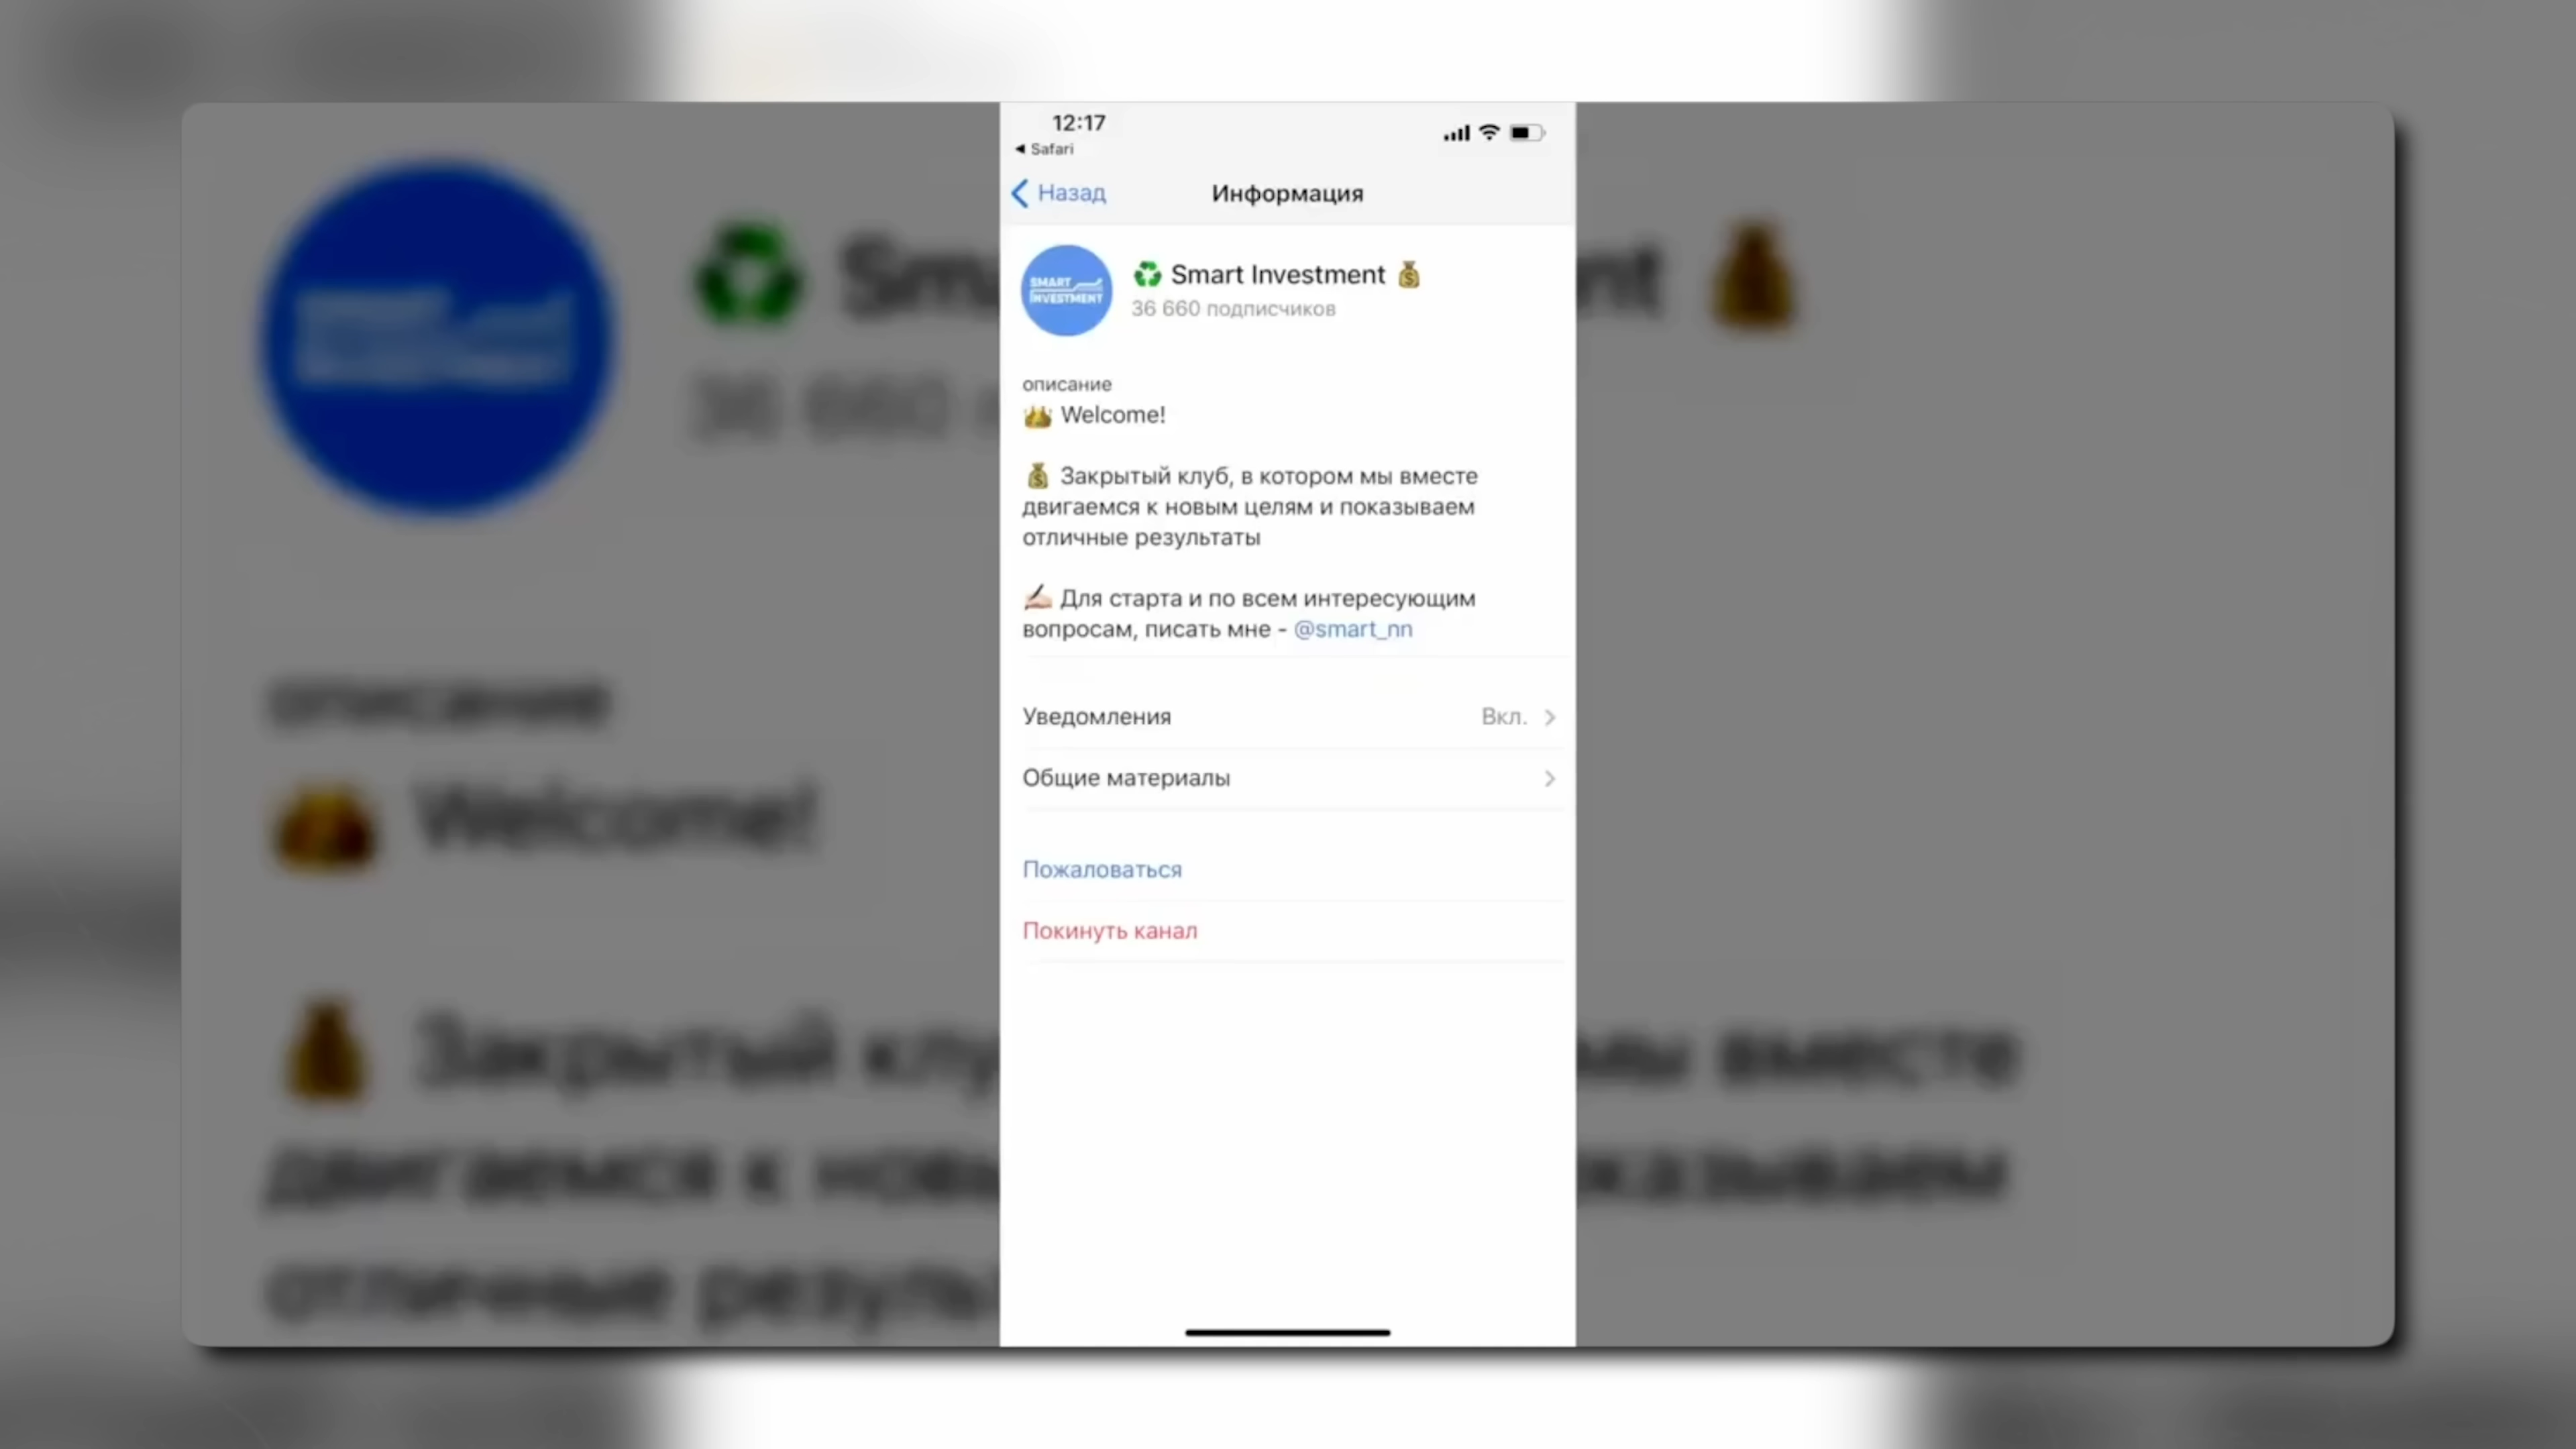 12:17
Safari
Назад
Информация
SMART
INVESTMENT
♻ Smart Investment 💰
36 660 подписчиков
описание
👑 Welcome!
💰 Закрытый клуб, в котором мы вместе
двигаемся к новым целям и показываем
отличные результаты
✍🏻 Для старта и по всем интересующим
вопросам, писать мне - @smart_nn
Уведомления
Вкл.
Общие материалы
Пожаловаться
Покинуть канал